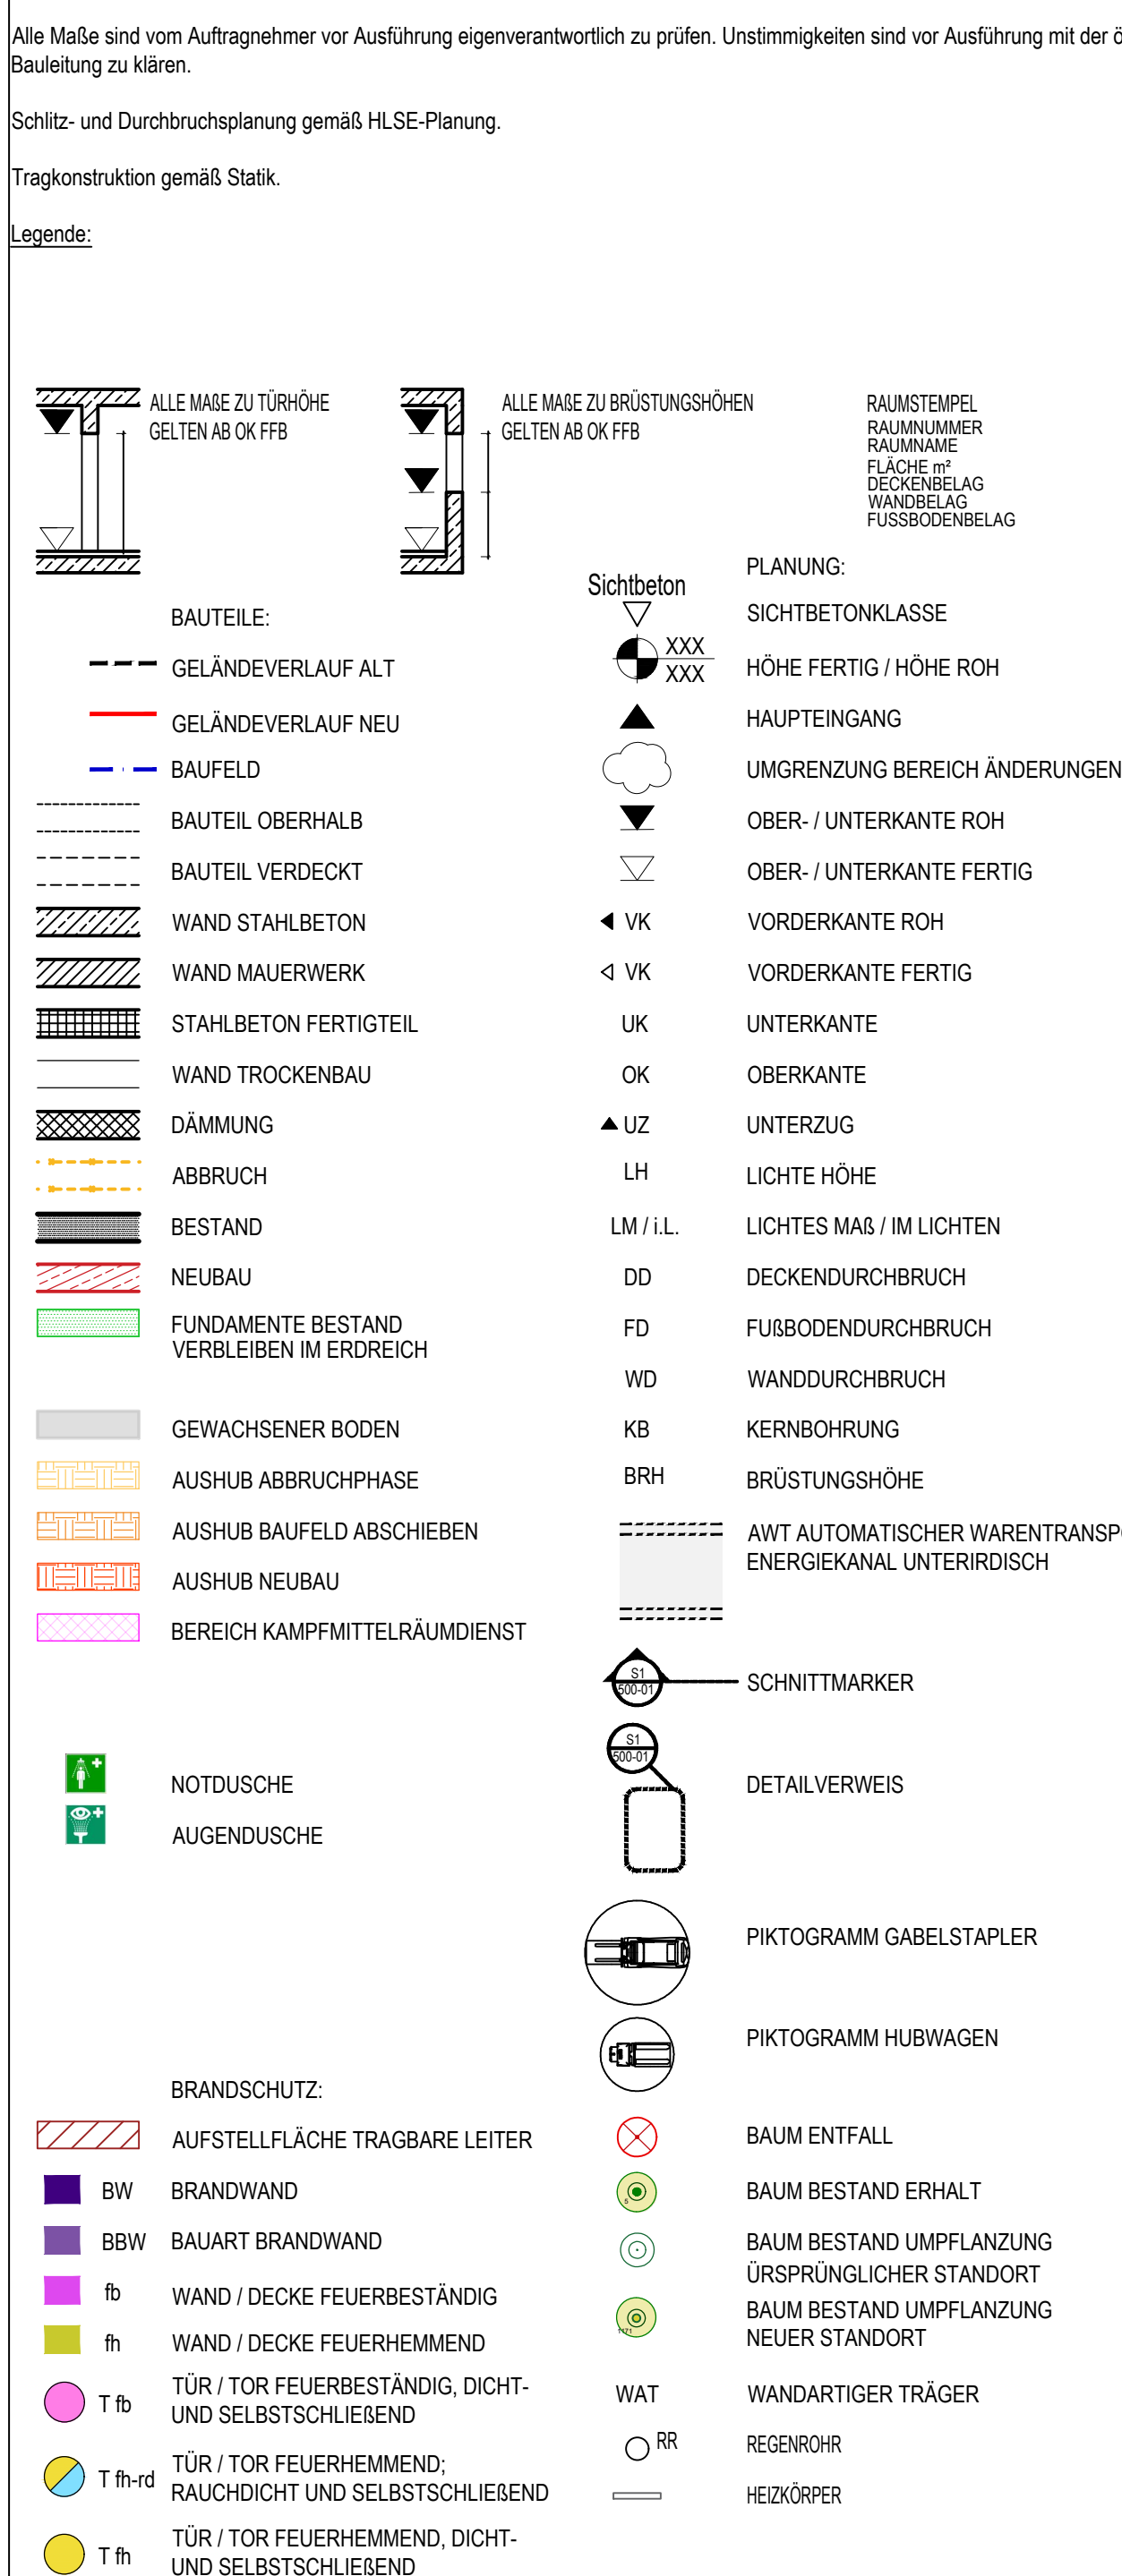 Alle Maße sind vom Auftragnehmer vor Ausführung eigenverantwortlich zu prüfen. Unstimmigkeiten sind vor Ausführung mit der
Bauleitung zu klären.
Schlitz- und Durchbruchsplanung gemäß HLSE-Planung.
Tragkonstruktion gemäß Statik.
Legende:
ALLE MAßE ZU TÜRHÖHE
GELTEN AB OK FFB
ALLE MAßE ZU BRÜSTUNGSHÖHEN
GELTEN AB OK FFB
RAUMSTEMPEL
RAUMNUMMER
RAUMNAME
FLÄCHE m²
DECKENBELAG
WANDBELAG
FUSSBODENBELAG
BAUTEILE:
GELÄNDEVERLAUF ALT
GELÄNDEVERLAUF NEU
BAUFELD
BAUTEIL OBERHALB
BAUTEIL VERDECKT
WAND STAHLBETON
WAND MAUERWERK
STAHLBETON FERTIGTEIL
WAND TROCKENBAU
DÄMMUNG
ABBRUCH
BESTAND
NEUBAU
FUNDAMENTE BESTAND
VERBLEIBEN IM ERDREICH
GEWACHSENER BODEN
AUSHUB ABBRUCHPHASE
AUSHUB BAUFELD ABSCHIEBEN
AUSHUB NEUBAU
BEREICH KAMPFMITTELRÄUMDIENST
NOTDUSCHE
AUGENDUSCHE
BRANDSCHUTZ:
AUFSTELLFLÄCHE TRAGBARE LEITER
BW BRANDWAND
BBW BAUART BRANDWAND
fb WAND / DECKE FEUERBESTÄNDIG
fh WAND / DECKE FEUERHEMMEND
T fb TÜR / TOR FEUERBESTÄNDIG, DICHT-
UND SELBSTSCHLIEßEND
T fh-rd TÜR / TOR FEUERHEMMEND;
RAUCHDICHT UND SELBSTSCHLIEßEND
T fh TÜR / TOR FEUERHEMMEND, DICHT-
UND SELBSTSCHLIEßEND
PLANUNG:
Sichtbeton
SICHTBETONKLASSE
XXX
XXX
HÖHE FERTIG / HÖHE ROH
HAUPTEINGANG
UMGRENZUNG BEREICH ÄNDERUNGEN
OBER- / UNTERKANTE ROH
OBER- / UNTERKANTE FERTIG
VK VORDERKANTE ROH
VK VORDERKANTE FERTIG
UK UNTERKANTE
OK OBERKANTE
UZ UNTERZUG
LH LICHTE HÖHE
LM / i.L. LICHTES MAß / IM LICHTEN
DD DECKENDURCHBRUCH
FD FUßBODENDURCHBRUCH
WD WANDDURCHBRUCH
KB KERNBOHRUNG
BRH BRÜSTUNGSHÖHE
AWT AUTOMATISCHER
ENERGIEKANAL UNTERIRDISCH
S1
500-01
SCHNITTMARKER
S1
500-01
DETAILVERWEIS
PIKTOGRAMM GABELSTAPLER
PIKTOGRAMM HUBWAGEN
BAUM ENTFALL
5
BAUM BESTAND ERHALT
BAUM BESTAND UMPFLANZUNG
ÜRSPRÜNGLICHER STANDORT
1171
BAUM BESTAND UMPFLANZUNG
NEUER STANDORT
WAT WANDARTIGER TRÄGER
RR REGENROHR
HEIZKÖRPER